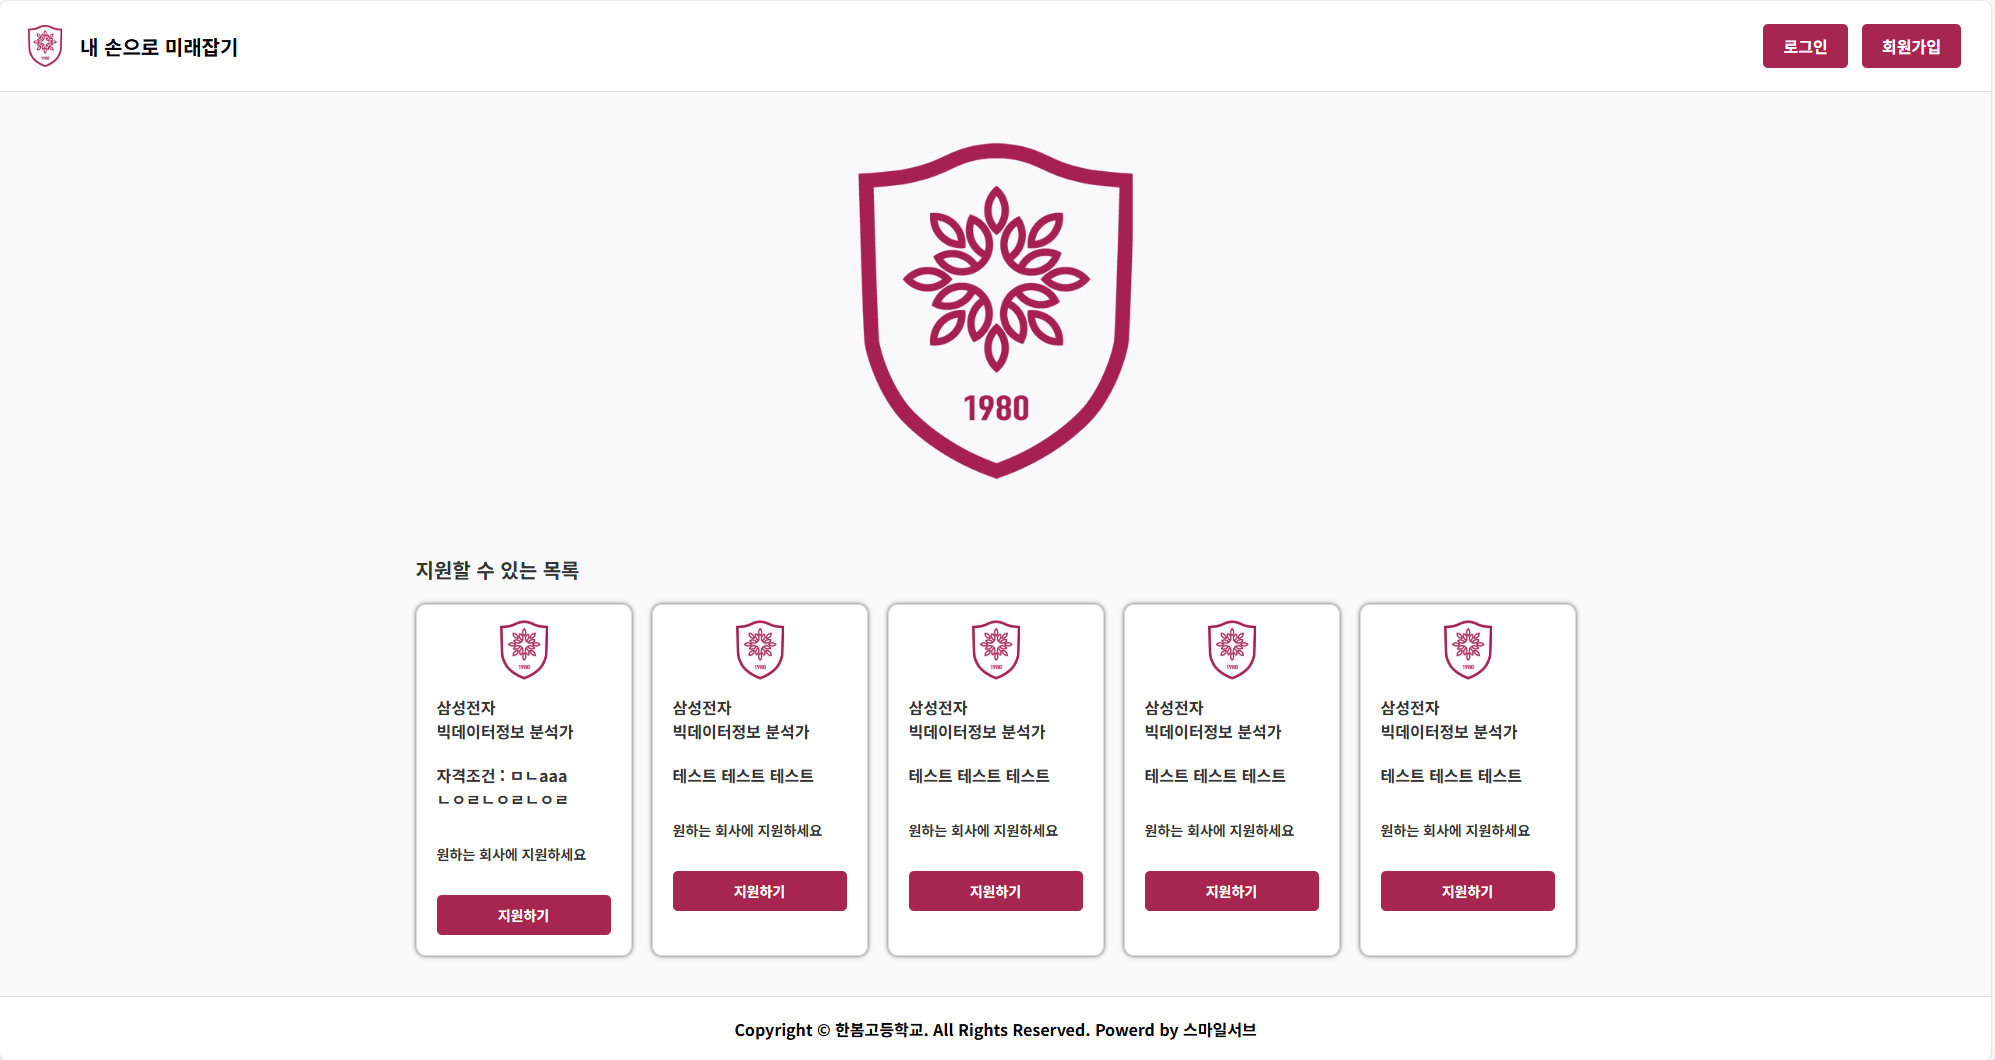 내 손으로 미래잡기
로그인
회원가입
1980
지원할 수 있는 목록
1980
삼성전자
빅데이터정보 분석가
자격조건 : ㅁㄴaaa
ㄴㅇㄹㄴㅇㄹㄴㅇㄹ
원하는 회사에 지원하세요
지원하기
1980
삼성전자
빅데이터정보 분석가
테스트 테스트 테스트
원하는 회사에 지원하세요
지원하기
1980
삼성전자
빅데이터정보 분석가
테스트 테스트 테스트
원하는 회사에 지원하세요
지원하기
1980
삼성전자
빅데이터정보 분석가
테스트 테스트 테스트
원하는 회사에 지원하세요
지원하기
1980
삼성전자
빅데이터정보 분석가
테스트 테스트 테스트
원하는 회사에 지원하세요
지원하기
Copyright © 한봄고등학교. All Rights Reserved. Powerd by 스마일서브